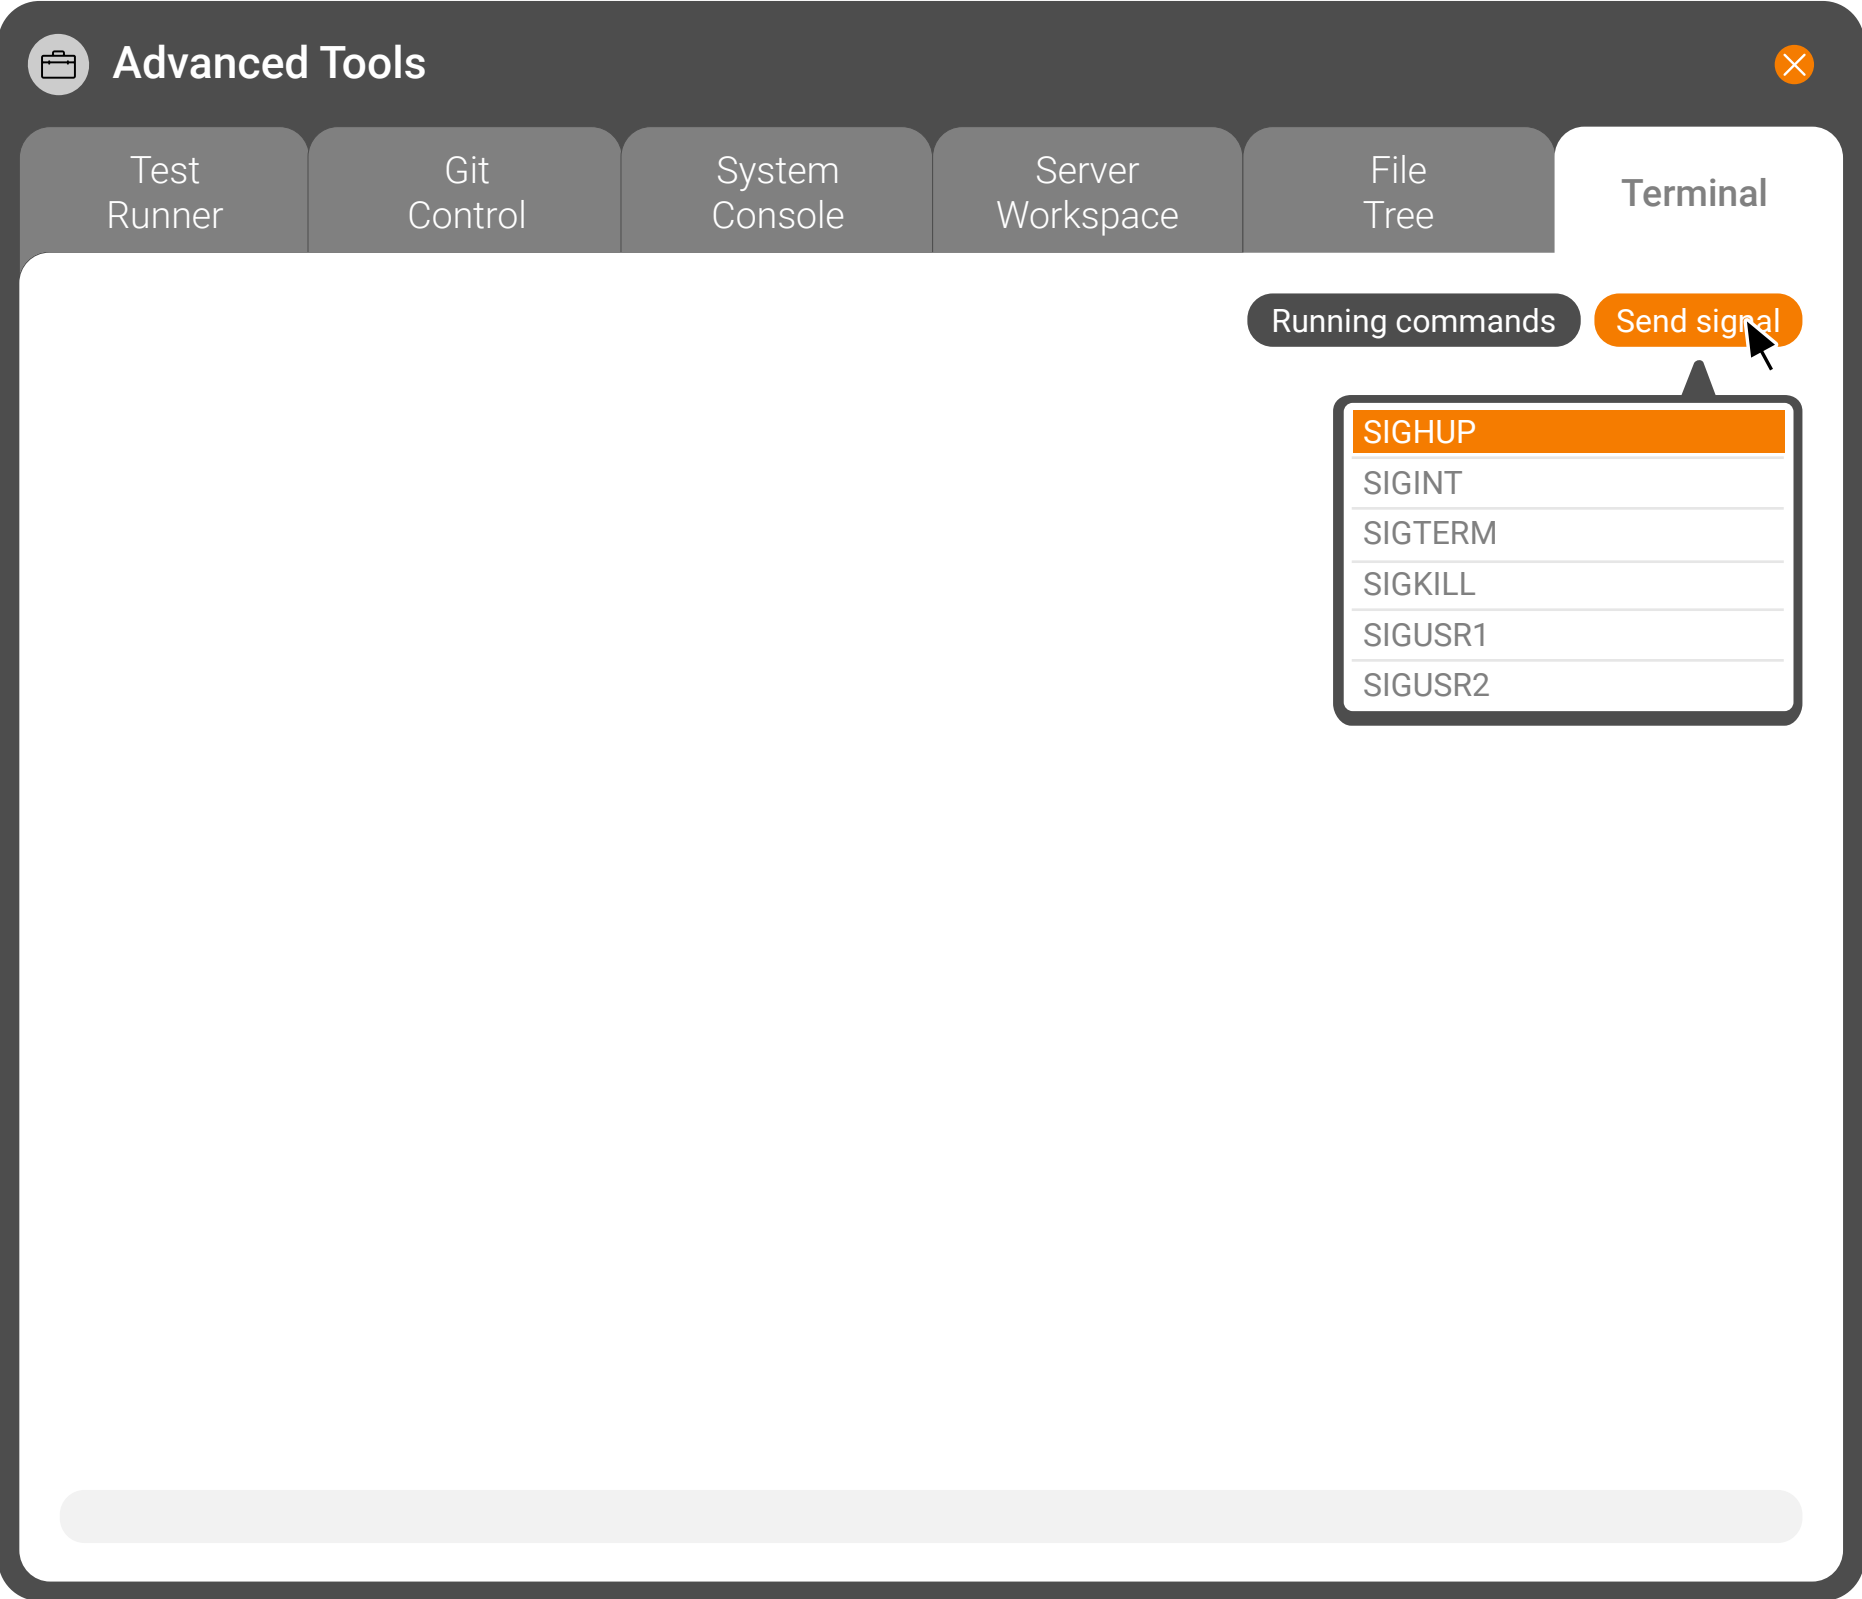 Advanced Tools
Test
Runner
Git
Control
System
Console
Server
Workspace
File
Tree
Terminal
Running commands
Send signal
SIGHUP
SIGINT
SIGTERM
SIGKILL
SIGUSR1
SIGUSR2